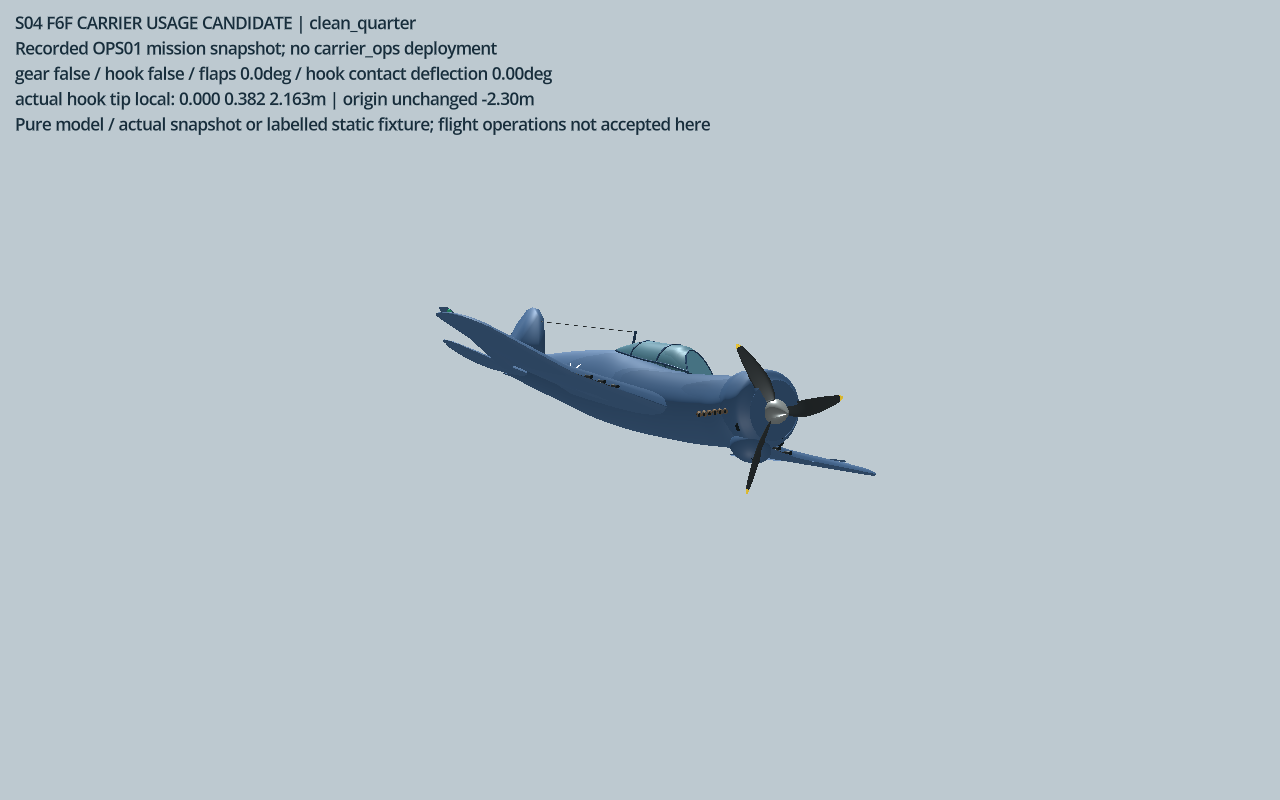 S04 F6F CARRIER USAGE CANDIDATE | clean_quarter
Recorded OPS01 mission snapshot; no carrier_ops deployment
gear false / hook false / flaps 0.0deg / hook contact deflection 0.00deg
actual hook tip local: 0.000 0.382 2.163m | origin unchanged -2.30m
Pure model / actual snapshot or labelled static fixture; flight operations not accepted here